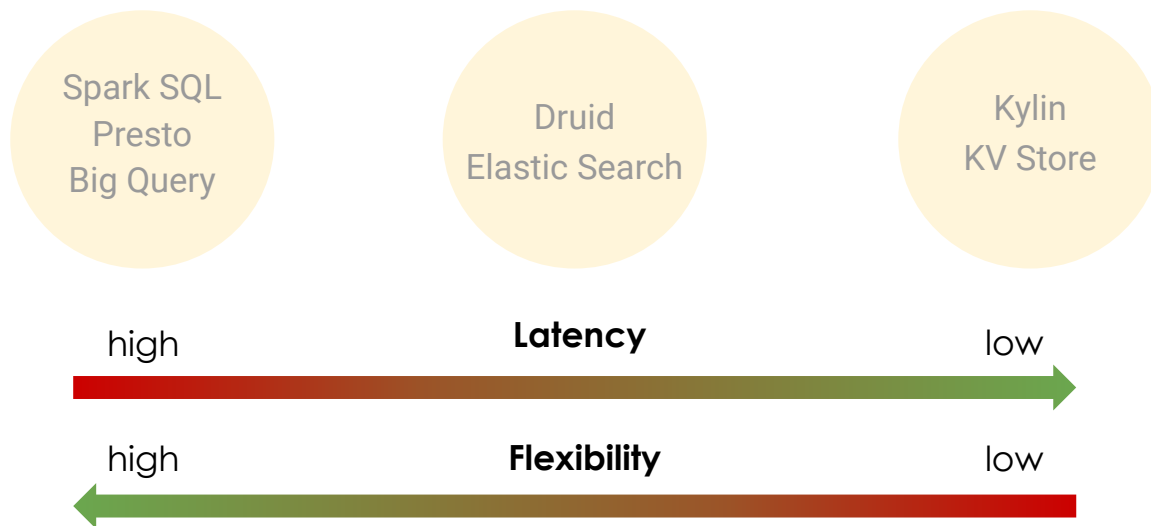 Spark SQL
Presto
Big Query
Druid
Elastic Search
Kylin
KV Store
high Latency low
high Flexibility low